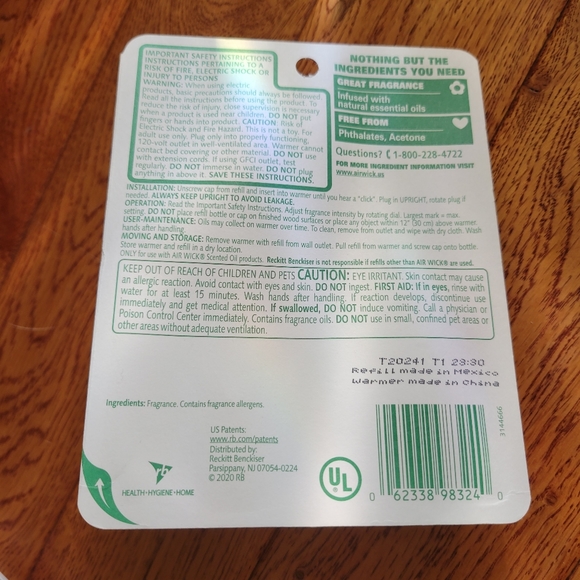 IMPORTANT SAFETY INSTRUCTIONS
INSTRUCTIONS PERTAINING TO A
RISK OF FIRE, ELECTRIC SHOCK OR
INJURY TO PERSONS
WARNING: When using electric
products, basic precautions should always be followed.
Read all the instructions before using the product. To
reduce the risk of injury, close supervision is necessary
when a product is used near children. DO NOT put
fingers or hands into product. CAUTION: Risk of
Electric Shock and Fire Hazard. This is not a toy. For
adult use only. Plug only into properly functioning,
120-volt outlet in well-ventilated area. Warmer cannot
contact bed covering or other material. DO NOT use
with extension cords. If using GFCI outlet, test
regularly. DO NOT immerse in water. DO NOT plug
anything in above it. SAVE THESE INSTRUCTIONS.
NOTHING BUT THE
INGREDIENTS YOU NEED
GREAT FRAGRANCE
Infused with
natural essential oils
FREE FROM
Phthalates, Acetone
Questions? 1-800-228-4722
FOR MORE INGREDIENT INFORMATION VISIT
www.airwick.us
INSTALLATION: Unscrew cap from refill and insert into warmer until you hear a "click". Plug in UPRIGHT, rotate plug if
needed. ALWAYS KEEP UPRIGHT TO AVOID LEAKAGE.
OPERATION: Read the Important Safety Instructions. Adjust fragrance intensity by rotating dial. Largest mark = max.
setting. DO NOT place refill bottle or cap on finished wood surfaces or place any object within 12" (30 cm) above warmer.
USER-MAINTENANCE: Oils may collect on warmer over time. To clean, remove from outlet and wipe with dry cloth. Wash
hands after handling.
MOVING AND STORAGE: Remove warmer with refill from wall outlet. Pull refill from warmer and screw cap onto bottle.
Store warmer and refill in a dry location.
ONLY for use with AIR WICK® Scented Oil products. Reckitt Benckiser is not responsible if refills other than AIR WICK® are used.
KEEP OUT OF REACH OF CHILDREN AND PETS CAUTION: EYE IRRITANT. Skin contact may cause
an allergic reaction. Avoid contact with eyes and skin. DO NOT ingest. FIRST AID: If in eyes, rinse with
water for at least 15 minutes. Wash hands after handling. If reaction develops, discontinue use
immediately and get medical attention. If swallowed, DO NOT induce vomiting. Call a physician or
Poison Control Center immediately. Contains fragrance oils. DO NOT use in small, confined pet areas or
other areas without adequate ventilation.
T20241 T1 23:30
Refill made in Mexico
Warmer made in China
Ingredients: Fragrance. Contains fragrance allergens.
US Patents:
www.rb.com/patents
Distributed by:
Reckitt Benckiser
Parsippany, NJ 07054-0224
© 2020 RB
rb
HEALTH • HYGIENE • HOME
UL
3144666
0 62338 98324 0